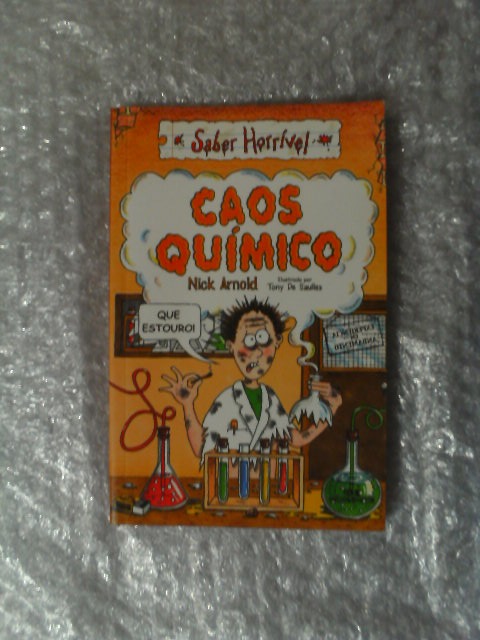 Saber Horrível
CAOS
QUÍMICO
Nick Arnold
Ilustrado por
Tony De Saulles
QUE
ESTOURO!